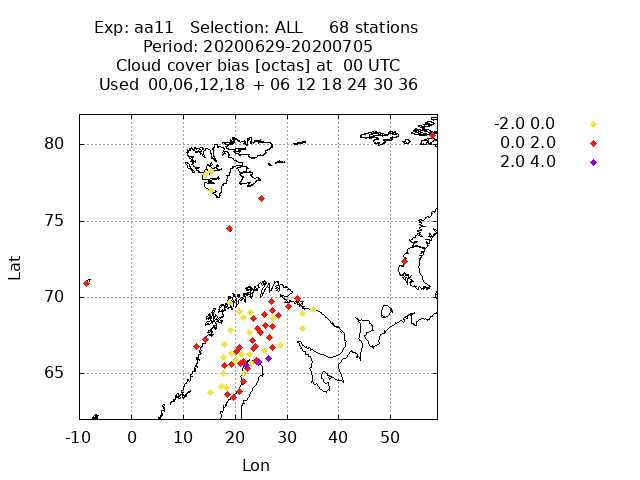 Exp: aa11   Selection: ALL     68 stations
Period: 20200629-20200705
Cloud cover bias [octas] at  00 UTC
Used  00,06,12,18  + 06 12 18 24 30 36
-2.0 0.0
0.0 2.0
2.0 4.0
80
75
70
65
Lat
-10 0 10 20 30 40 50
Lon